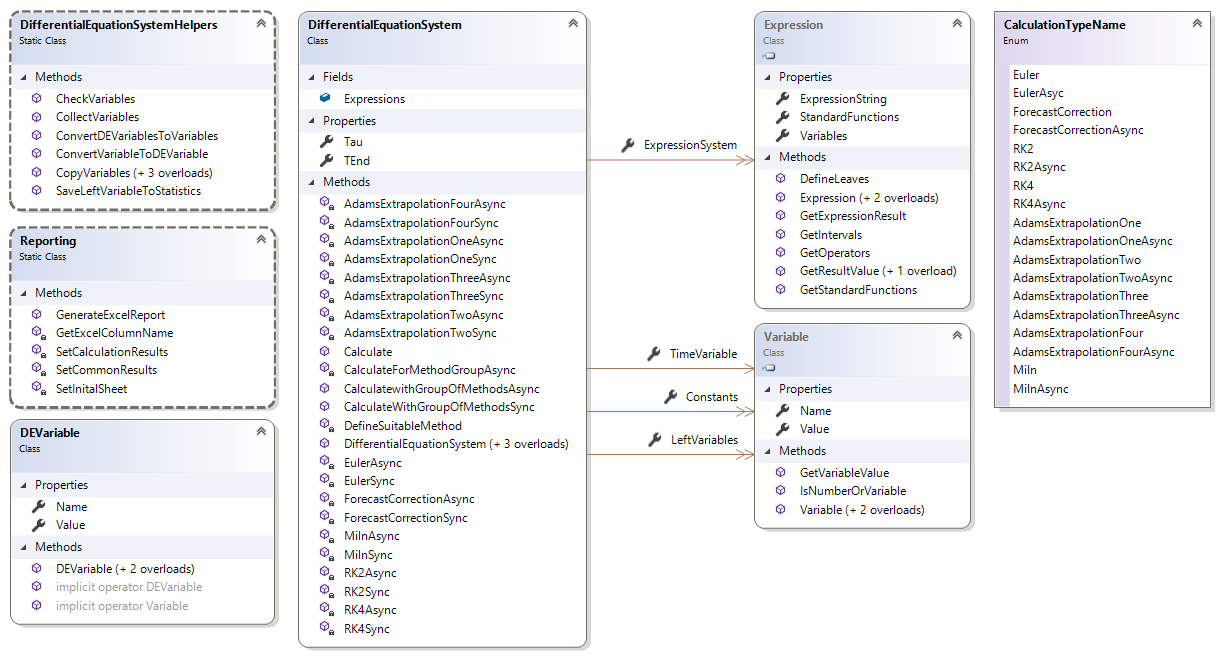 DifferentialEquationSystemHelpers
Static Class
Methods
CheckVariables
CollectVariables
ConvertDEVariablesToVariables
ConvertVariableToDEVariable
CopyVariables (+ 3 overloads)
SaveLeftVariableToStatistics
Reporting
Static Class
Methods
GenerateExcelReport
GetExcelColumnName
SetCalculationResults
SetCommonResults
SetInitalSheet
DEVariable
Class
Properties
Name
Value
Methods
DEVariable (+ 2 overloads)
implicit operator DEVariable
implicit operator Variable
DifferentialEquationSystem
Class
Fields
Expressions
Properties
Tau
TEnd
Methods
AdamsExtrapolationFourAsync
AdamsExtrapolationFourSync
AdamsExtrapolationOneAsync
AdamsExtrapolationOneSync
AdamsExtrapolationThreeAsync
AdamsExtrapolationThreeSync
AdamsExtrapolationTwoAsync
AdamsExtrapolationTwoSync
Calculate
CalculateForMethodGroupAsync
CalculatewithGroupOfMethodsAsync
CalculateWithGroupOfMethodsSync
DefineSuitableMethod
DifferentialEquationSystem (+ 3 overloads)
EulerAsync
EulerSync
ForecastCorrectionAsync
ForecastCorrectionSync
MilnAsync
MilnSync
RK2Async
RK2Sync
RK4Async
RK4Sync
ExpressionSystem
TimeVariable
Constants
LeftVariables
Expression
Class
Properties
ExpressionString
StandardFunctions
Variables
Methods
DefineLeaves
Expression (+ 2 overloads)
GetExpressionResult
GetIntervals
GetOperators
GetResultValue (+ 1 overload)
GetStandardFunctions
Variable
Class
Properties
Name
Value
Methods
GetVariableValue
IsNumberOrVariable
Variable (+ 2 overloads)
CalculationTypeName
Enum
Euler
EulerAsyc
ForecastCorrection
ForecastCorrectionAsync
RK2
RK2Async
RK4
RK4Async
AdamsExtrapolationOne
AdamsExtrapolationOneAsync
AdamsExtrapolationTwo
AdamsExtrapolationTwoAsync
AdamsExtrapolationThree
AdamsExtrapolationThreeAsync
AdamsExtrapolationFour
AdamsExtrapolationFourAsync
Miln
MilnAsync